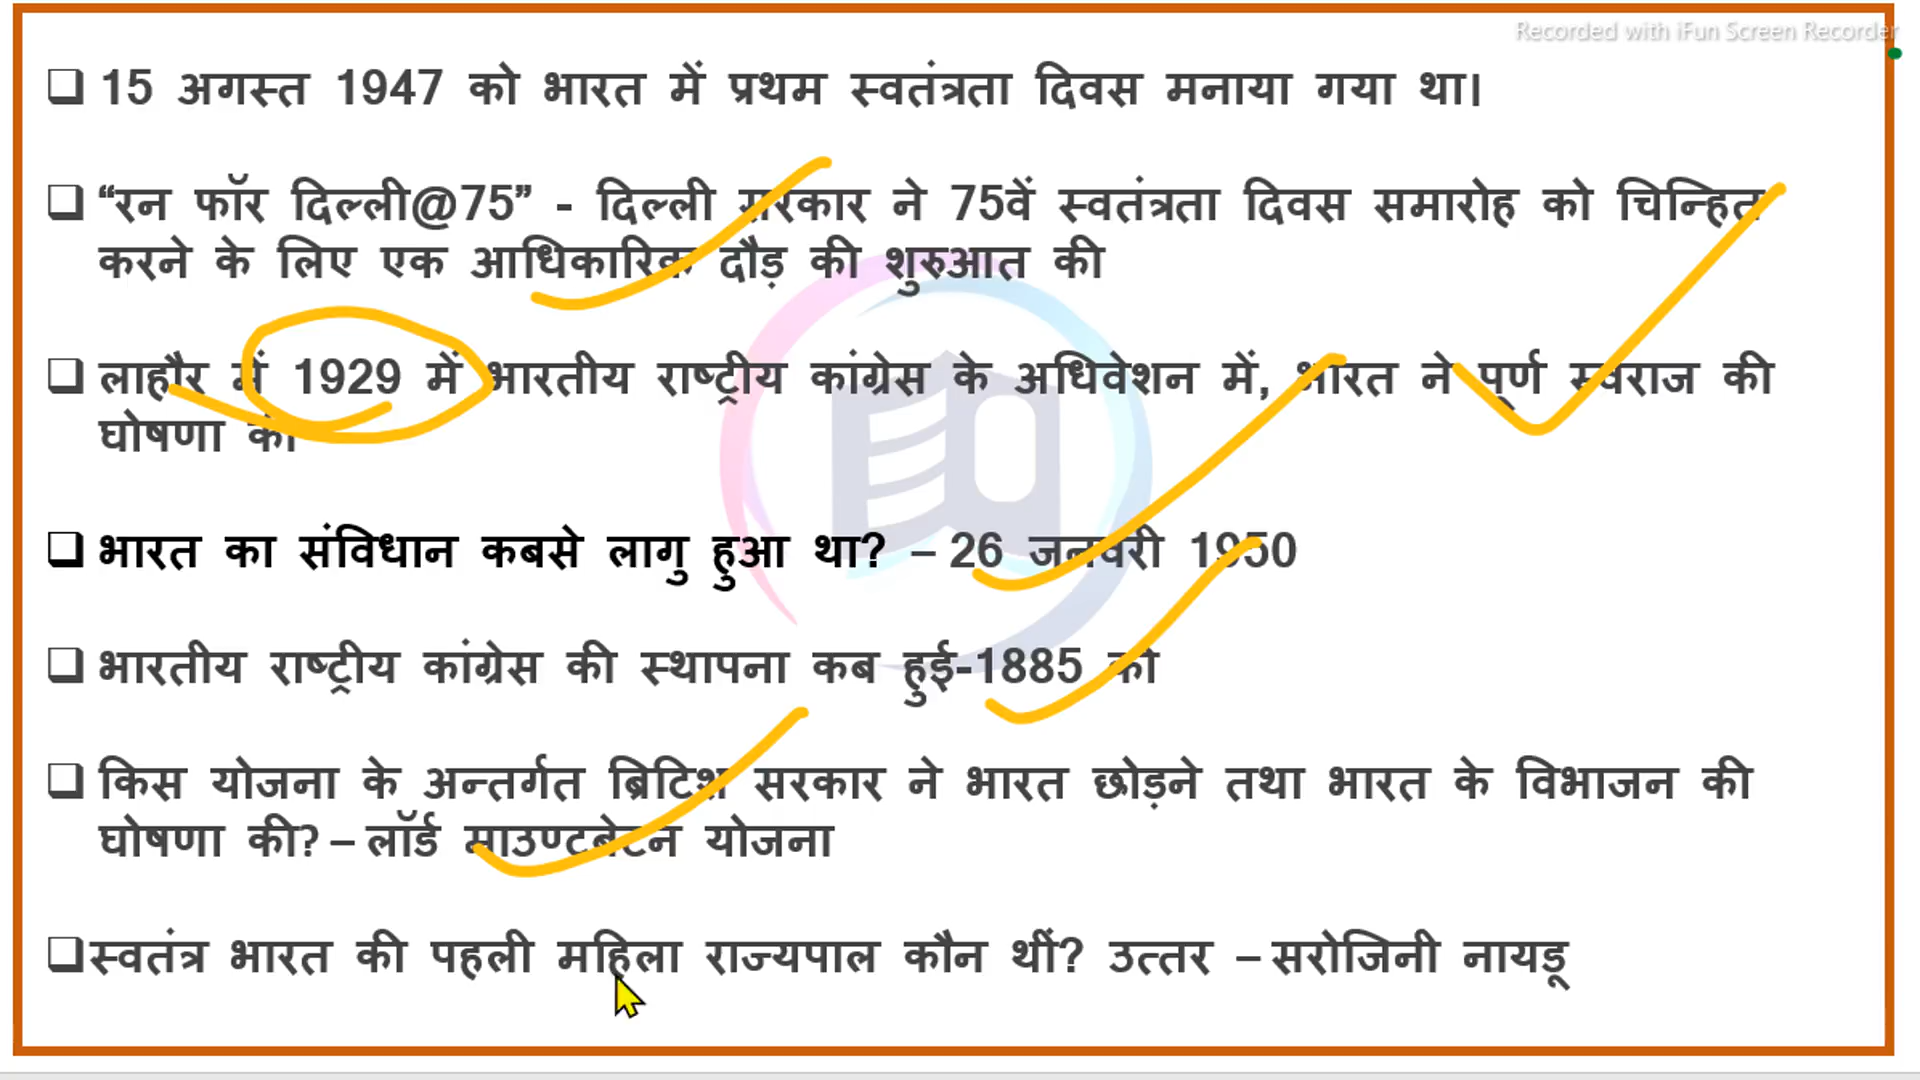 Recorded with iFun Screen Recorder
❑ 15 अगस्त 1947 को भारत में प्रथम स्वतंत्रता दिवस मनाया गया था।
❑ “रन फॉर दिल्ली@75” - दिल्ली सरकार ने 75वें स्वतंत्रता दिवस समारोह को चिन्हित
करने के लिए एक आधिकारिक दौड़ की शुरुआत की
❑ लाहौर में 1929 में भारतीय राष्ट्रीय कांग्रेस के अधिवेशन में, भारत ने पूर्ण स्वराज की
घोषणा की
❑ भारत का संविधान कबसे लागु हुआ था? – 26 जनवरी 1950
❑ भारतीय राष्ट्रीय कांग्रेस की स्थापना कब हुई-1885 को
❑ किस योजना के अन्तर्गत ब्रिटिश सरकार ने भारत छोड़ने तथा भारत के विभाजन की
घोषणा की? – लॉर्ड माउण्टबेटन योजना
❑ स्वतंत्र भारत की पहली महिला राज्यपाल कौन थीं? उत्तर – सरोजिनी नायडू